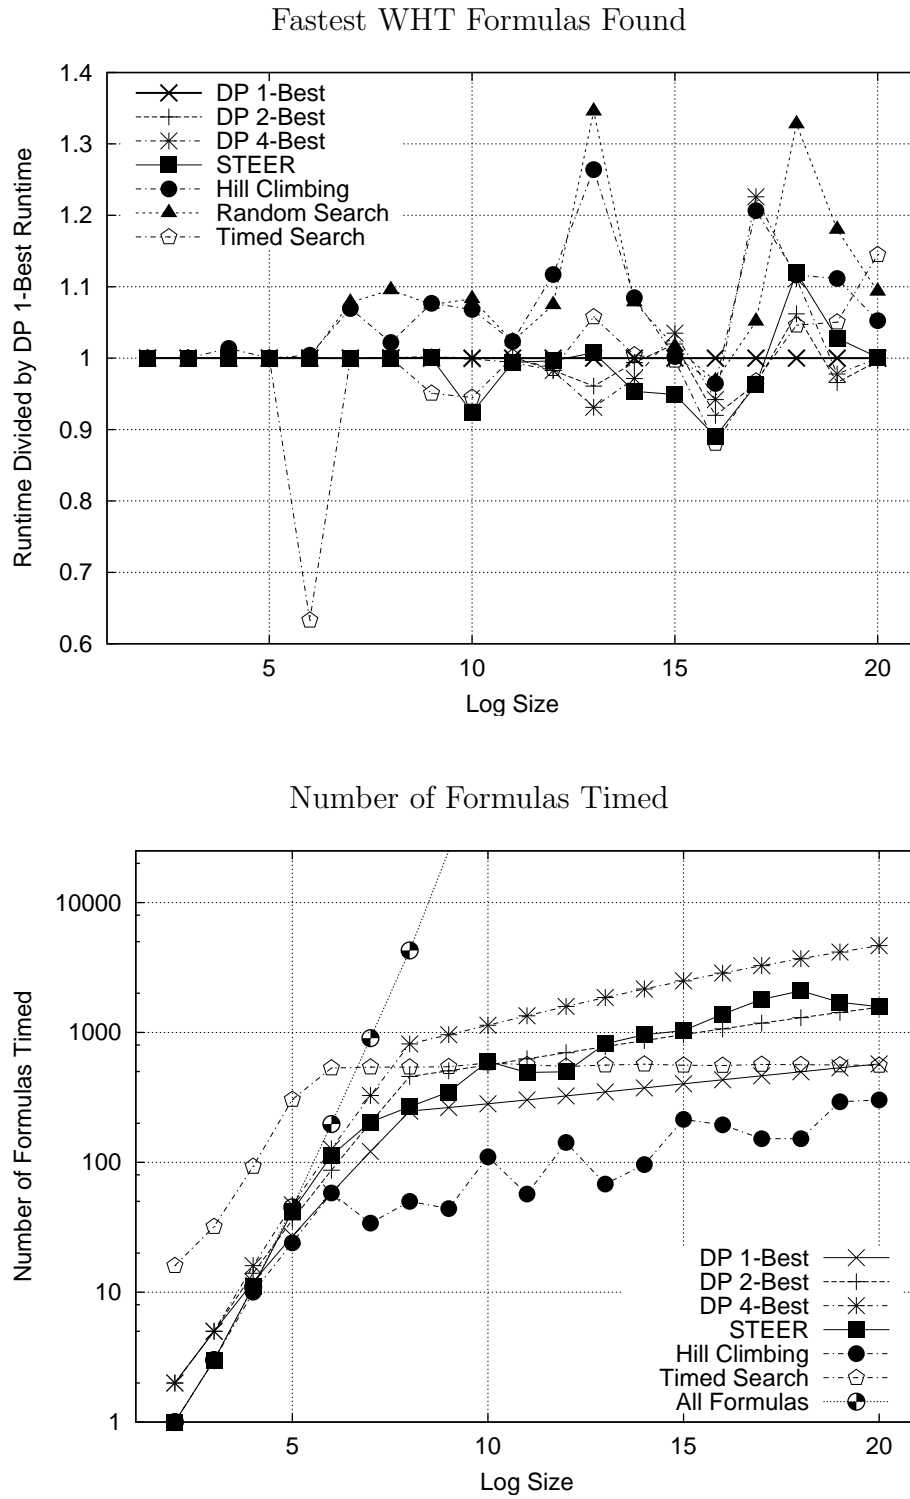 Fastest WHT Formulas Found
1.4
1.3
1.2
1.1
1
0.9
0.8
0.7
0.6
Runtime Divided by DP 1-Best Runtime
DP 1-Best
DP 2-Best
DP 4-Best
STEER
Hill Climbing
Random Search
Timed Search
5
10
15
20
Log Size
Number of Formulas Timed
10000
1000
100
10
1
Number of Formulas Timed
DP 1-Best
DP 2-Best
DP 4-Best
STEER
Hill Climbing
Timed Search
All Formulas
5
10
15
20
Log Size